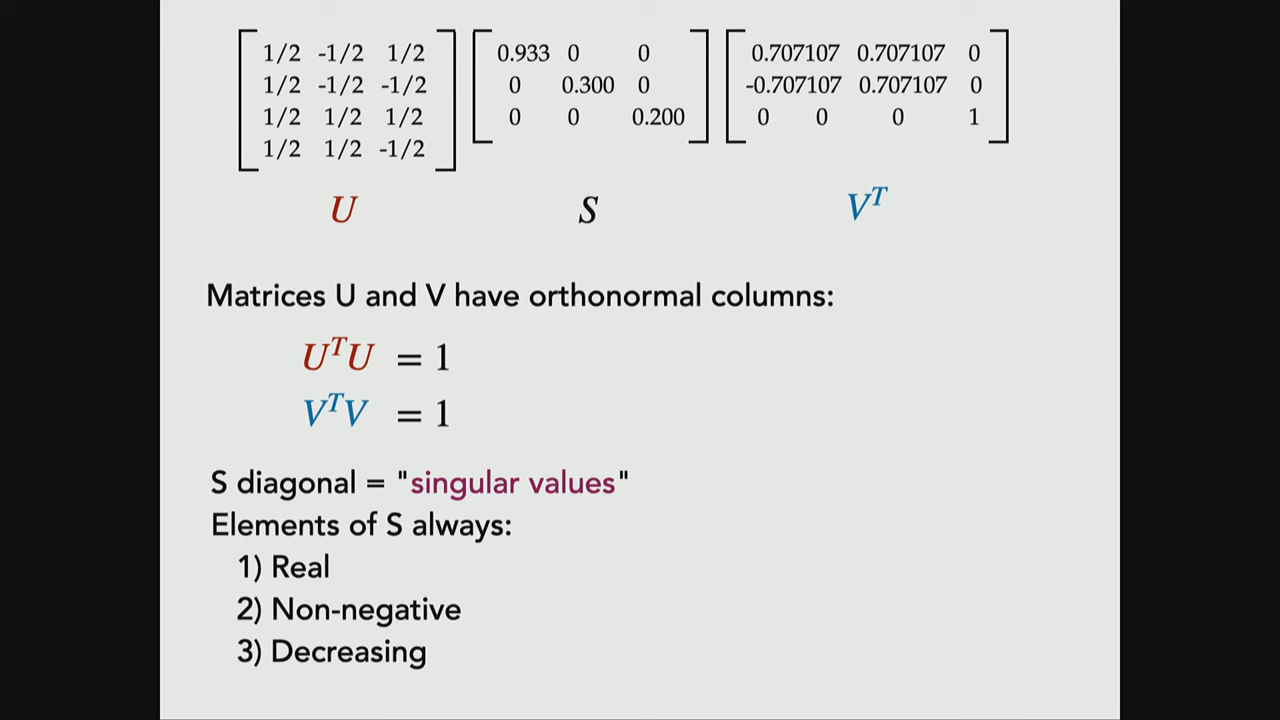 1/2 -1/2 1/2 0.933 0 0 0.707107 0.707107 0
1/2 -1/2 -1/2 0 0.300 0 -0.707107 0.707107 0
1/2 1/2 1/2 0 0 0.200 0 0 0 1
1/2 1/2 -1/2
U S V^T
Matrices U and V have orthonormal columns:
U^T U = 1
V^T V = 1
S diagonal = "singular values"
Elements of S always:
1) Real
2) Non-negative
3) Decreasing